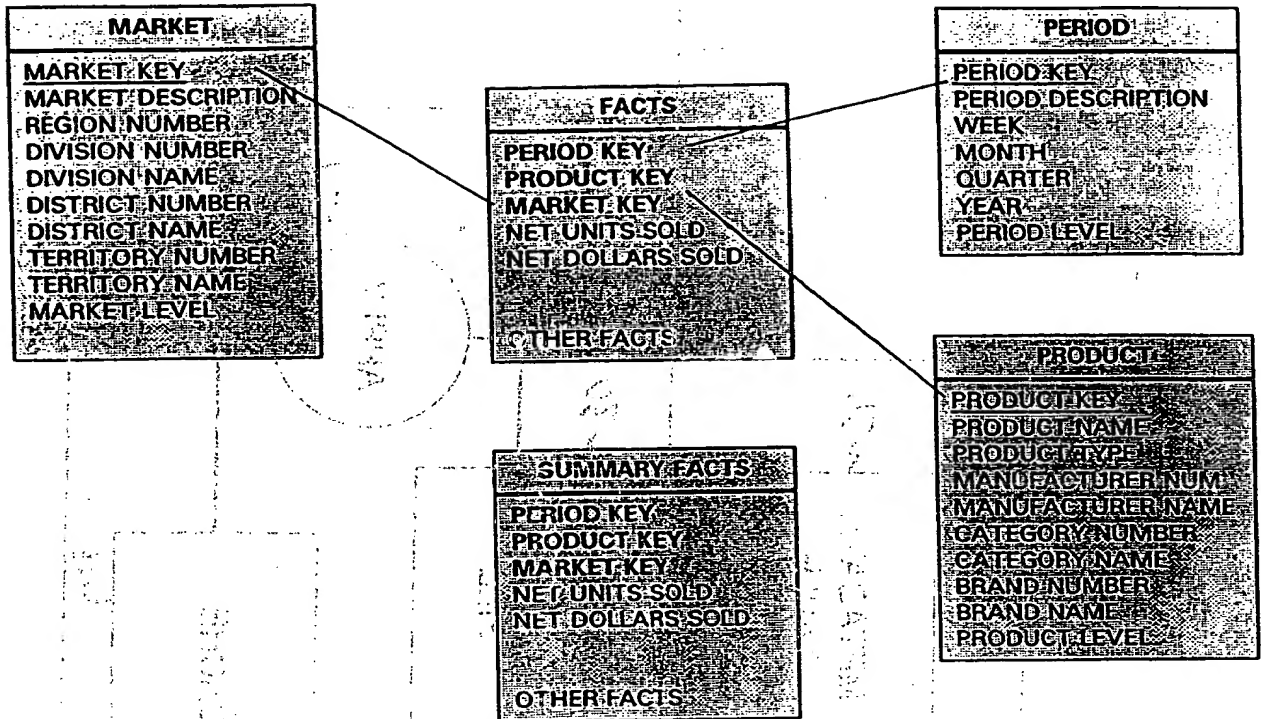 MARKET
MARKET KEY
MARKET DESCRIPTION
REGION NUMBER
DIVISION NUMBER
DIVISION NAME
DISTRICT NUMBER
DISTRICT NAME
TERRITORY NUMBER
TERRITORY NAME
MARKET LEVEL
FACTS
PERIOD KEY
PRODUCT KEY
MARKET KEY
NET UNITS SOLD
NET DOLLARS SOLD
OTHER FACTS
PERIOD
PERIOD KEY
PERIOD DESCRIPTION
WEEK
MONTH
QUARTER
YEAR
PERIOD LEVEL
SUMMARY FACTS
PERIOD KEY
PRODUCT KEY
MARKET KEY
NET UNITS SOLD
NET DOLLARS SOLD
OTHER FACTS
PRODUCT
PRODUCT KEY
PRODUCT NAME
PRODUCT TYPE
MANUFACTURER NUM
MANUFACTURER NAME
CATEGORY NUMBER
CATEGORY NAME
BRAND NUMBER
BRAND NAME
PRODUCT LEVEL